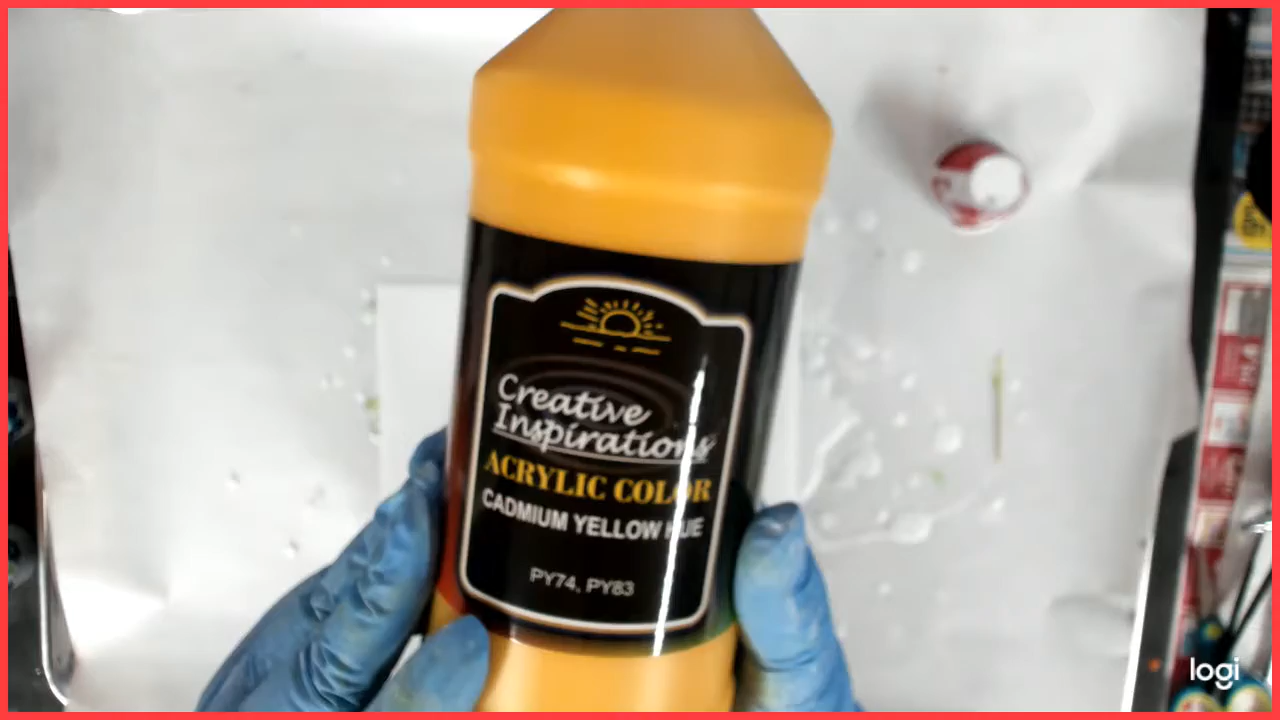 Creative
Inspirations
ACRYLIC COLOR
CADMIUM YELLOW HUE
PY74, PY83
logi